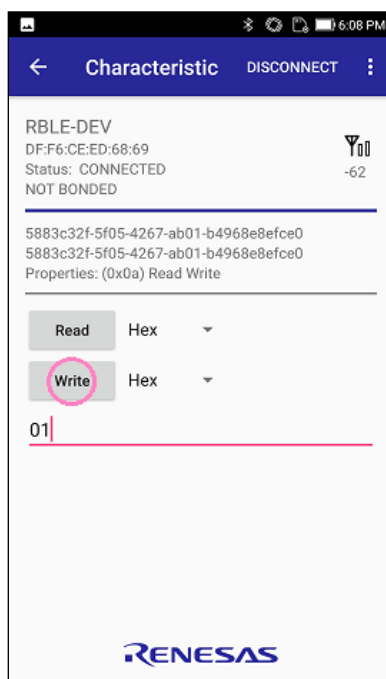 6:08 PM
Characteristic DISCONNECT
RBLE-DEV
DF:F6:CE:ED:68:69
Status: CONNECTED
-62
NOT BONDED
5883c32f-5f05-4267-ab01-b4968e8efce0
5883c32f-5f05-4267-ab01-b4968e8efce0
Properties: (0x0a) Read Write
Read Hex
Write Hex
01
RENESAS